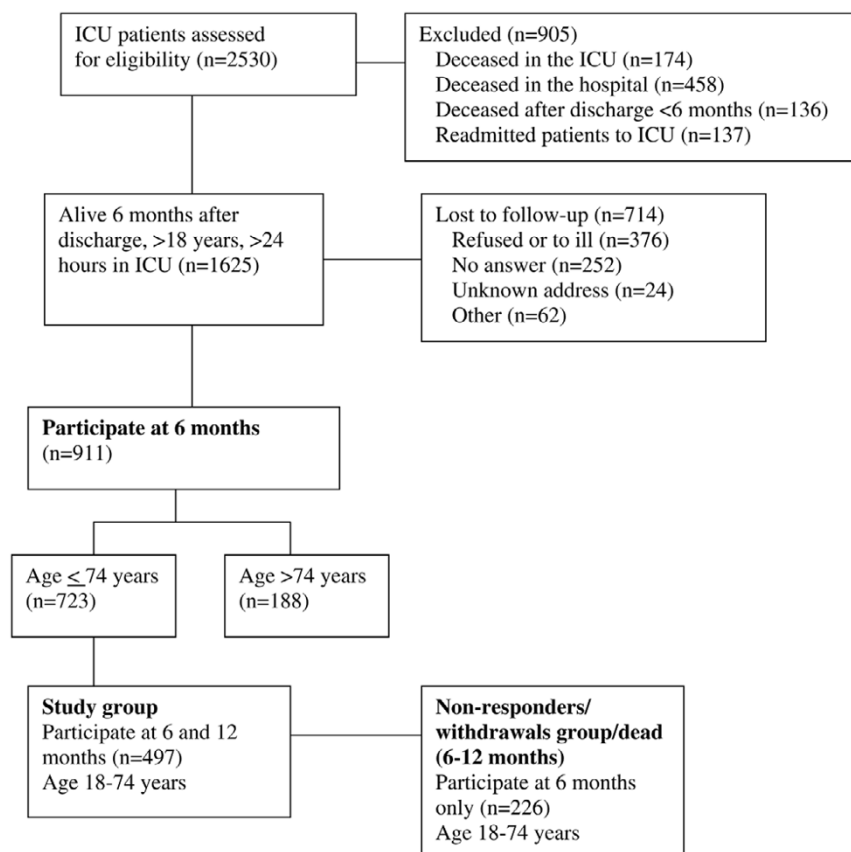 ICU patients assessed
for eligibility (n=2530)
Excluded (n=905)
Deceased in the ICU (n=174)
Deceased in the hospital (n=458)
Deceased after discharge <6 months (n=136)
Readmitted patients to ICU (n=137)
Alive 6 months after
discharge, >18 years, >24
hours in ICU (n=1625)
Lost to follow-up (n=714)
Refused or to ill (n=376)
No answer (n=252)
Unknown address (n=24)
Other (n=62)
Participate at 6 months
(n=911)
Age ≤ 74 years
(n=723)
Age >74 years
(n=188)
Study group
Participate at 6 and 12
months (n=497)
Age 18-74 years
Non-responders/
withdrawals group/dead
(6-12 months)
Participate at 6 months
only (n=226)
Age 18-74 years